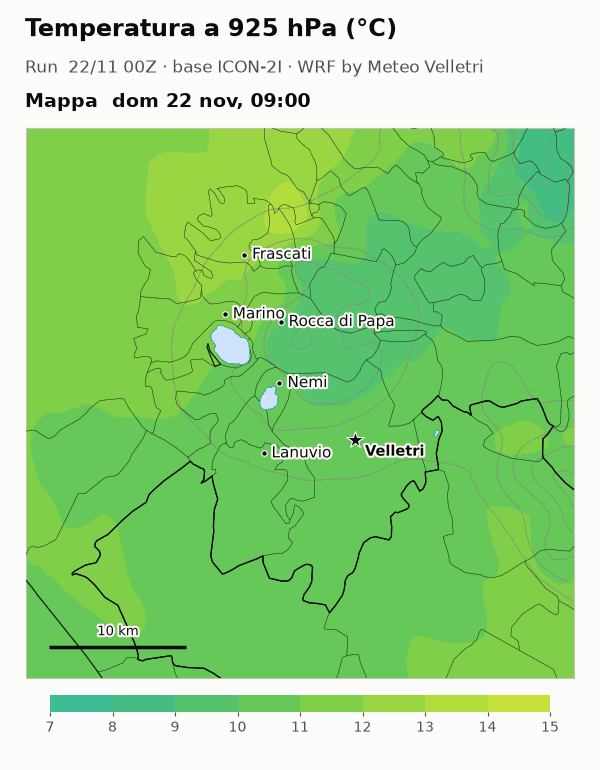 Temperatura a 925 hPa (°C)
Run  22/11 00Z · base ICON-2I · WRF by Meteo Velletri
Mappa  dom 22 nov, 09:00
Frascati
Marino
Rocca di Papa
Nemi
Velletri
Lanuvio
10 km
7 8 9 10 11 12 13 14 15